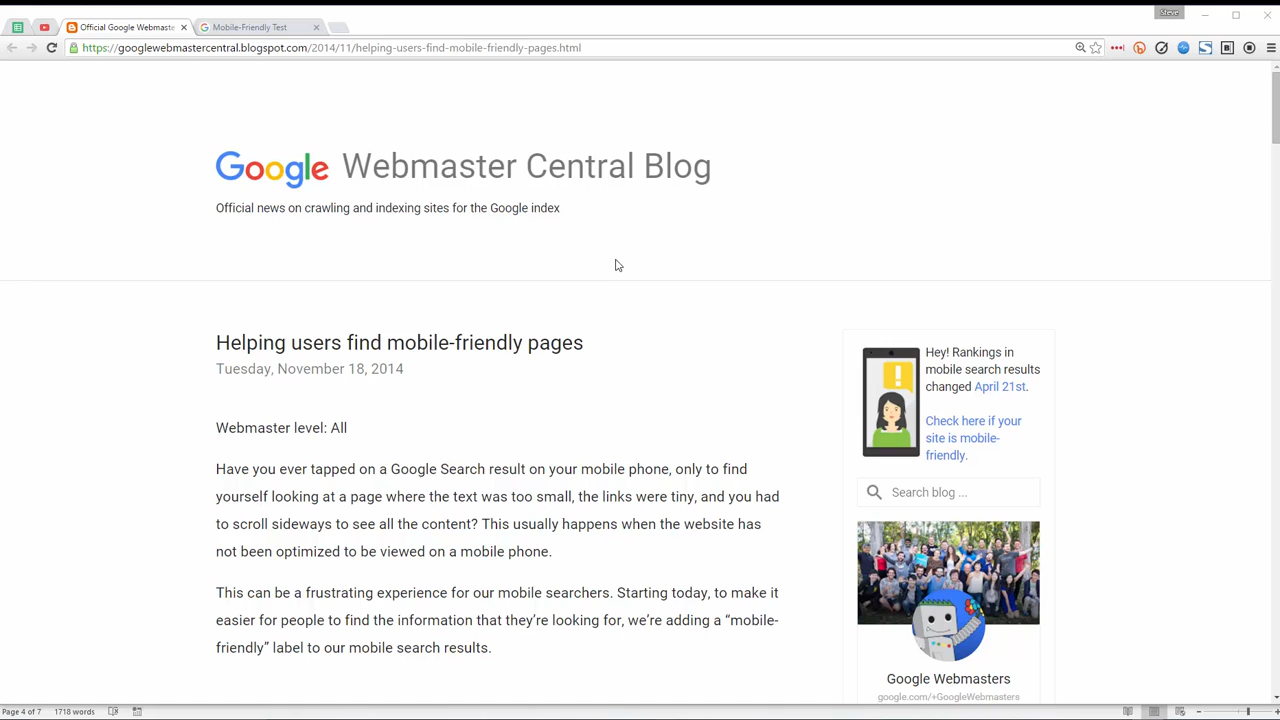 Steve
Official Google Webmaste
Mobile-Friendly Test
https://googlewebmastercentral.blogspot.com/2014/11/helping-users-find-mobile-friendly-pages.html
Google Webmaster Central Blog
Official news on crawling and indexing sites for the Google index
Helping users find mobile-friendly pages
Tuesday, November 18, 2014
Webmaster level: All
Have you ever tapped on a Google Search result on your mobile phone, only to find
yourself looking at a page where the text was too small, the links were tiny, and you had
to scroll sideways to see all the content? This usually happens when the website has
not been optimized to be viewed on a mobile phone.
This can be a frustrating experience for our mobile searchers. Starting today, to make it
easier for people to find the information that they’re looking for, we’re adding a “mobile-
friendly” label to our mobile search results.
!
Hey! Rankings in
mobile search results
changed April 21st.
Check here if your
site is mobile-
friendly.
Search blog ...
Google Webmasters
google.com/+GoogleWebmasters
Page 4 of 7 1718 words